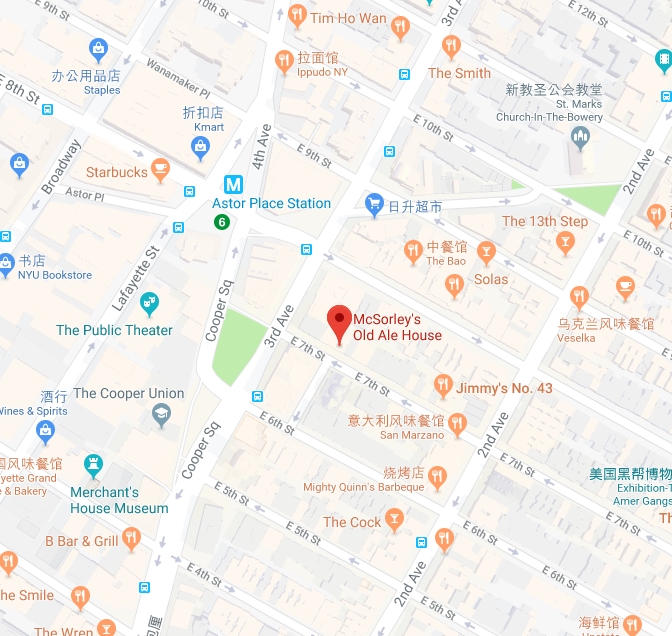 E 9th St
10th St
Tim Ho Wan
3rd A
E 12th St
办公用品店
Staples
Wanamaker Pl
拉面馆
Ippudo NY
The Smith
新教圣公会教堂
St. Marks
Church-In-The-Bowery
E 8th St
折扣店
Kmart
4th Ave
E 10th St
E 9th St
Broadway
Starbucks
2nd Ave
Astor Pl
M
Astor Place Station
6
日升超市
The 13th Step
E 10th St
书店
NYU Bookstore
Lafayette St
中餐馆
The Bao
Solas
Cooper Sq
3rd Ave
The Public Theater
McSorley's
Old Ale House
乌克兰风味餐馆
Veselka
E 7th St
E 7th St
酒行
Wines & Spirits
The Cooper Union
Jimmy's No. 43
E 6th St
意大利风味餐馆
San Marzano
2nd Ave
Cooper Sq
E 7th St
国风味餐馆
yette Grand
e & Bakery
Merchant's
House Museum
烧烤店
Mighty Quinn's Barbeque
美国黑帮博物
Exhibition-T
Amer Gangs
E 5th St
The Cock
Th
E 7th St
B Bar & Grill
E 5th St
E 6th St
E 4th St
he Smile
2nd Ave
E 6th St
The Wren
厘
E 5th St
海鲜馆